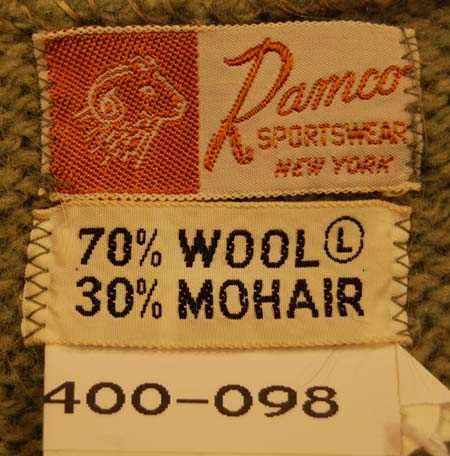 Ramco
SPORTSWEAR
NEW YORK
70% WOOL Ⓛ
30% MOHAIR
400-098